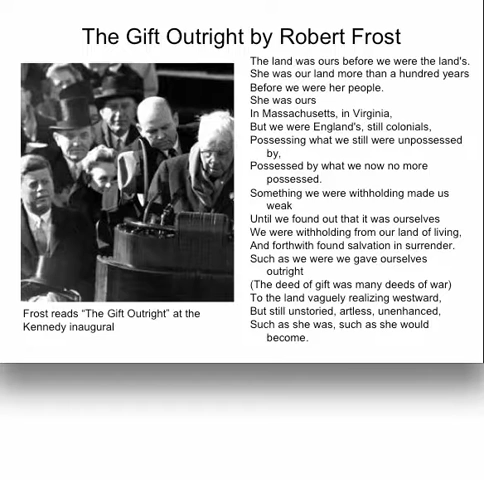 The Gift Outright by Robert Frost
The land was ours before we were the land's.
She was our land more than a hundred years
Before we were her people.
She was ours
In Massachusetts, in Virginia,
But we were England's, still colonials,
Possessing what we still were unpossessed
by,
Possessed by what we now no more
possessed.
Something we were withholding made us
weak
Until we found out that it was ourselves
We were withholding from our land of living,
And forthwith found salvation in surrender.
Such as we were we gave ourselves
outright
(The deed of gift was many deeds of war)
To the land vaguely realizing westward,
But still unstoried, artless, unenhanced,
Such as she was, such as she would
become.
Frost reads “The Gift Outright” at the
Kennedy inaugural